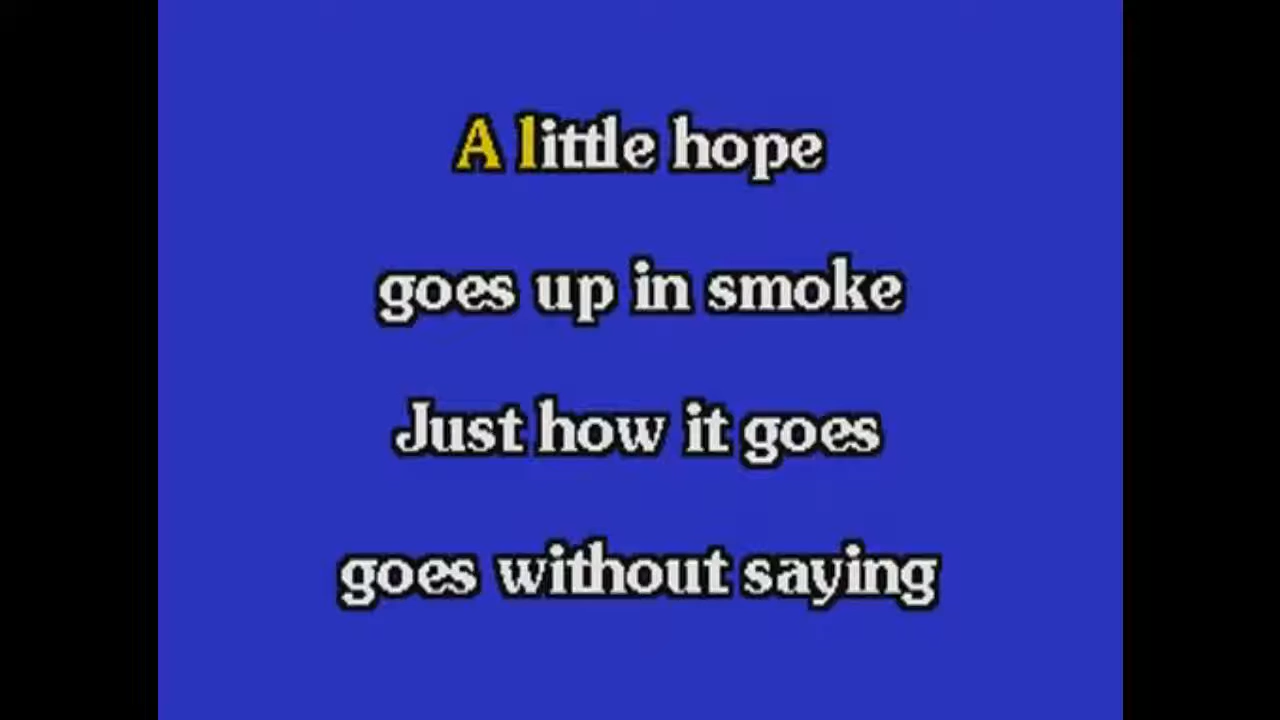 A little hope
goes up in smoke
Just how it goes
goes without saying